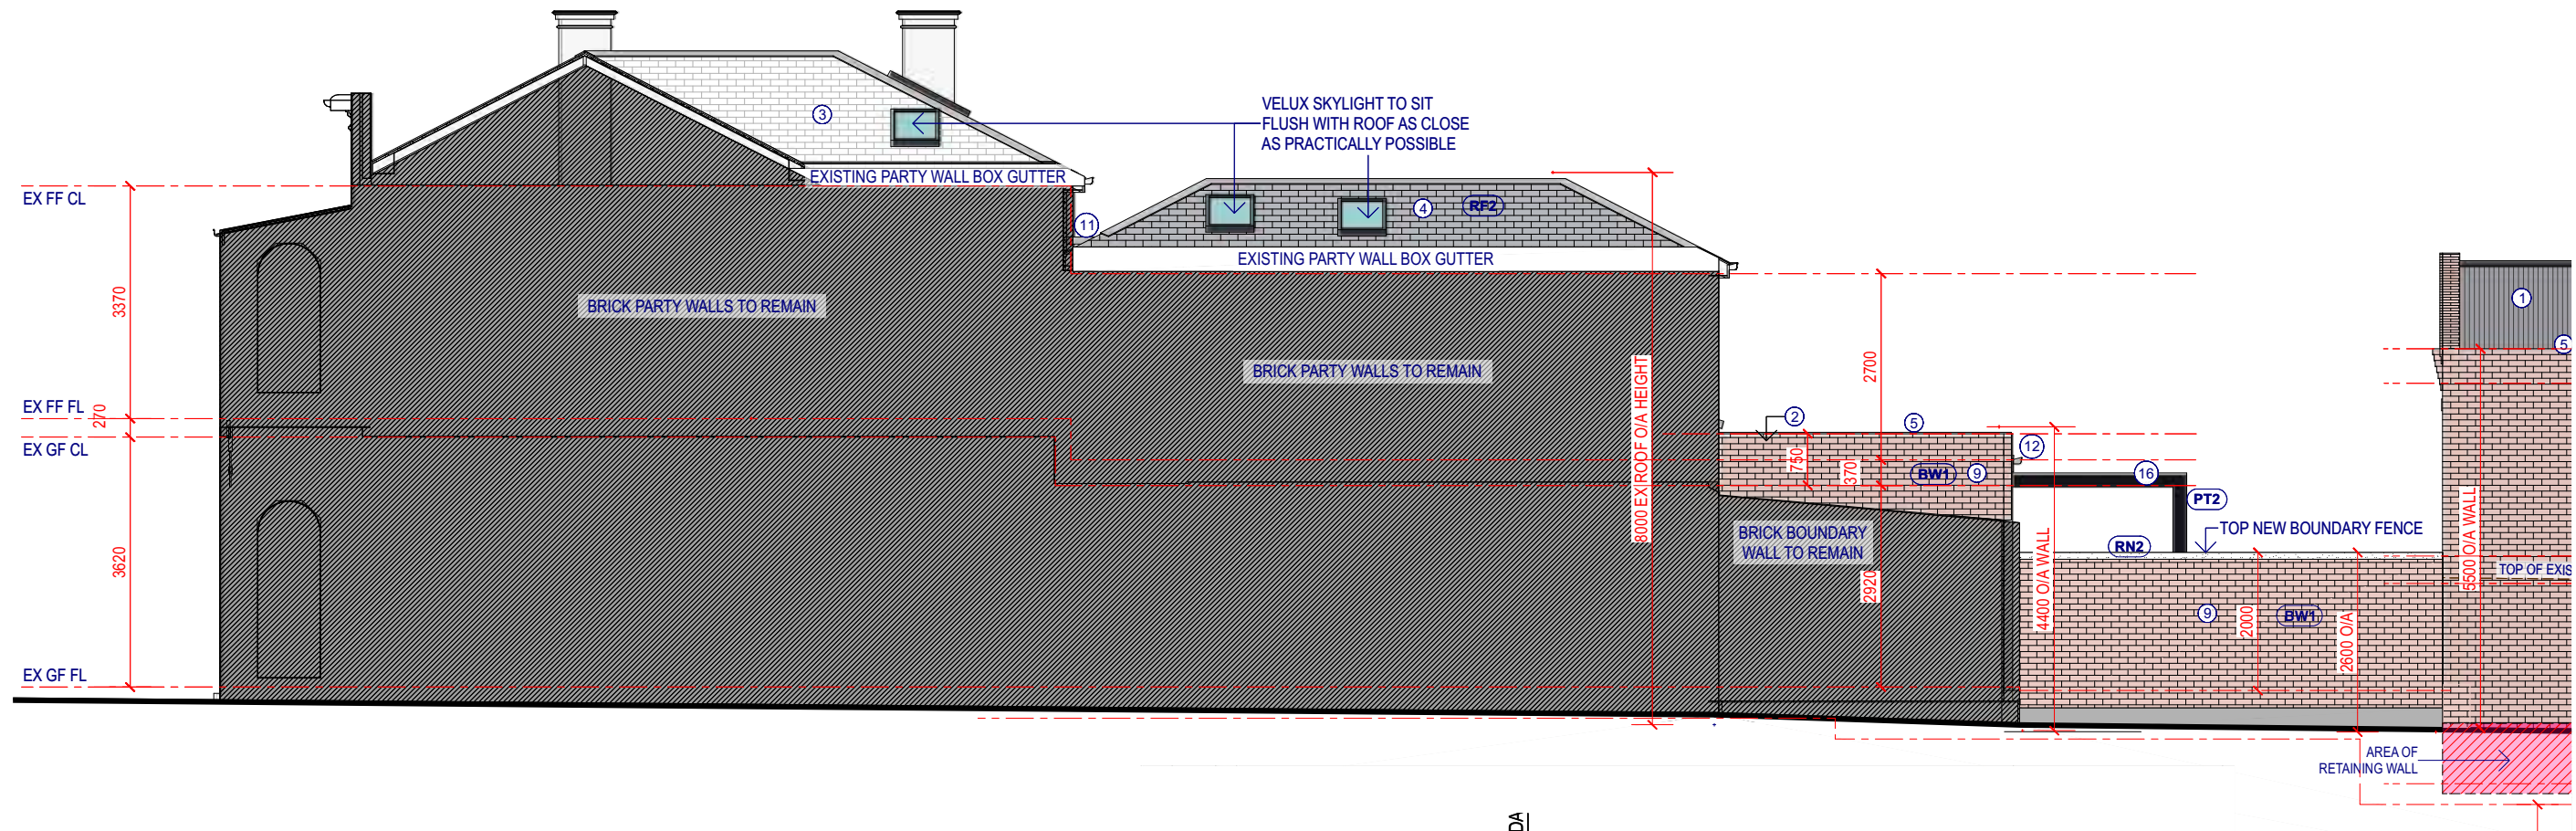 VELUX SKYLIGHT TO SIT
FLUSH WITH ROOF AS CLOSE
AS PRACTICALLY POSSIBLE
3
EXISTING PARTY WALL BOX GUTTER
EX FF CL
11
4
RF2
EXISTING PARTY WALL BOX GUTTER
3370
BRICK PARTY WALLS TO REMAIN
BRICK PARTY WALLS TO REMAIN
8000 EX ROOF O/A HEIGHT
2700
1
5
EX FF FL
270
EX GF CL
2
5
12
750
370
BW1
9
16
PT2
5500 O/A WALL
BRICK BOUNDARY
WALL TO REMAIN
TOP NEW BOUNDARY FENCE
RN2
3620
2920
4400 O/A WALL
TOP OF EXIS
9
BW1
2000
2600 O/A
EX GF FL
AREA OF
RETAINING WALL
DA